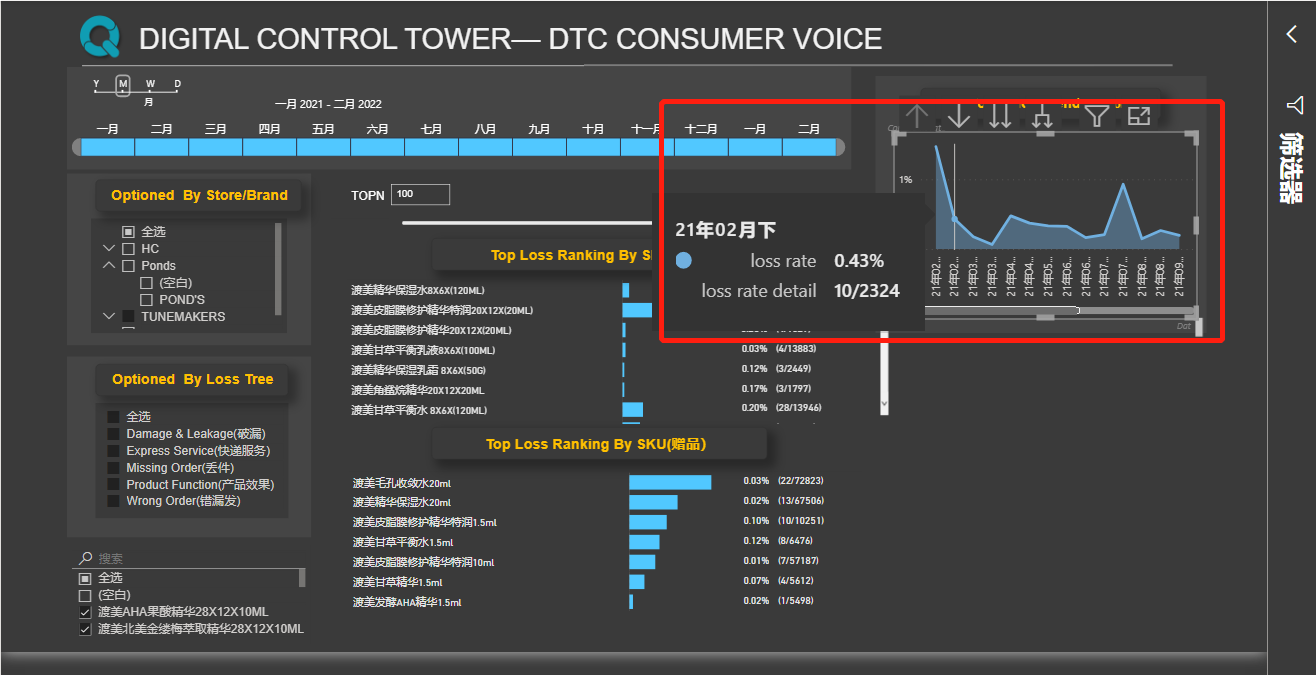 DIGITAL CONTROL TOWER— DTC CONSUMER VOICE
Y M W D
月
一月 2021 - 二月 2022
一月 二月 三月 四月 五月 六月 七月 八月 九月 十月 十一月 十二月 一月 二月
Optioned By Store/Brand
全选
HC
Ponds
(空白)
POND'S
TUNEMAKERS
Optioned By Loss Tree
全选
Damage & Leakage(破漏)
Express Service(快递服务)
Missing Order(丢件)
Product Function(产品效果)
Wrong Order(错漏发)
搜索
全选
(空白)
渡美AHA果酸精华28X12X10ML
渡美北美金缕梅萃取精华28X12X10ML
TOPN 100
Top Loss Ranking By S
渡美精华保湿水8X6X(120ML)
渡美皮脂膜修护精华特润20X12X(20ML)
渡美皮脂膜修护精华20X12X(20ML)
渡美甘草平衡孔液8X6X(100ML) 0.03% (4/13883)
渡美精华保湿孔霜 8X6X(50G) 0.12% (3/2449)
渡美角鲨烷精华20X12X20ML 0.17% (3/1797)
渡美甘草平衡水 8X6X(120ML) 0.20% (28/13946)
Top Loss Ranking By SKU(赠品)
渡美毛孔收敛水20ml 0.03% (22/72823)
渡美精华保湿水20ml 0.02% (13/67506)
渡美皮脂膜修护精华特润1.5ml 0.10% (10/10251)
渡美甘草平衡水1.5ml 0.12% (8/6476)
渡美皮脂膜修护精华特润10ml 0.01% (7/57187)
渡美甘草精华1.5ml 0.07% (4/5612)
渡美发酵AHA精华1.5ml 0.02% (1/5498)
1%
21年02月下
loss rate 0.43%
loss rate detail 10/2324
21年02... 21年02... 21年03... 21年03... 21年04... 21年04... 21年05... 21年06... 21年06... 21年07... 21年07... 21年08... 21年08... 21年09...
Dat
筛选器